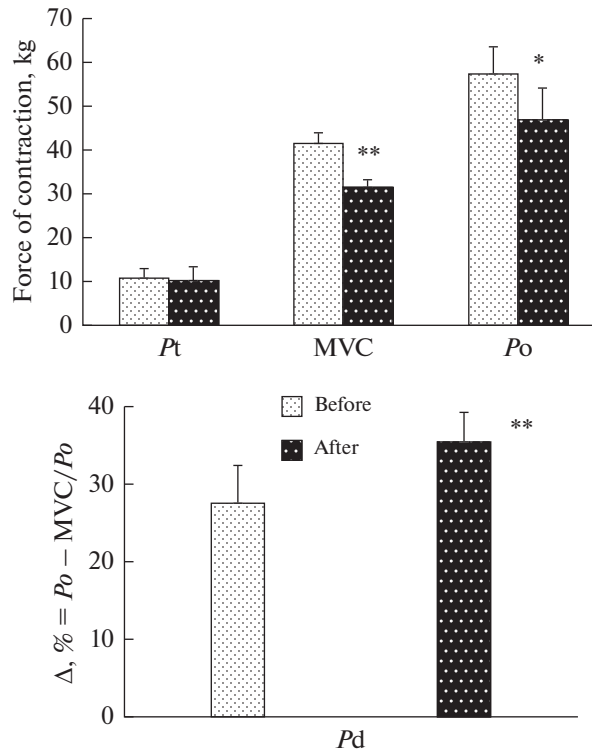 Force of contraction, kg
70
60
50
40
30
20
10
0
*
**
Pt
MVC
Po
Δ, % = Po – MVC/Po
40
30
20
10
0
Before
After
**
Pd